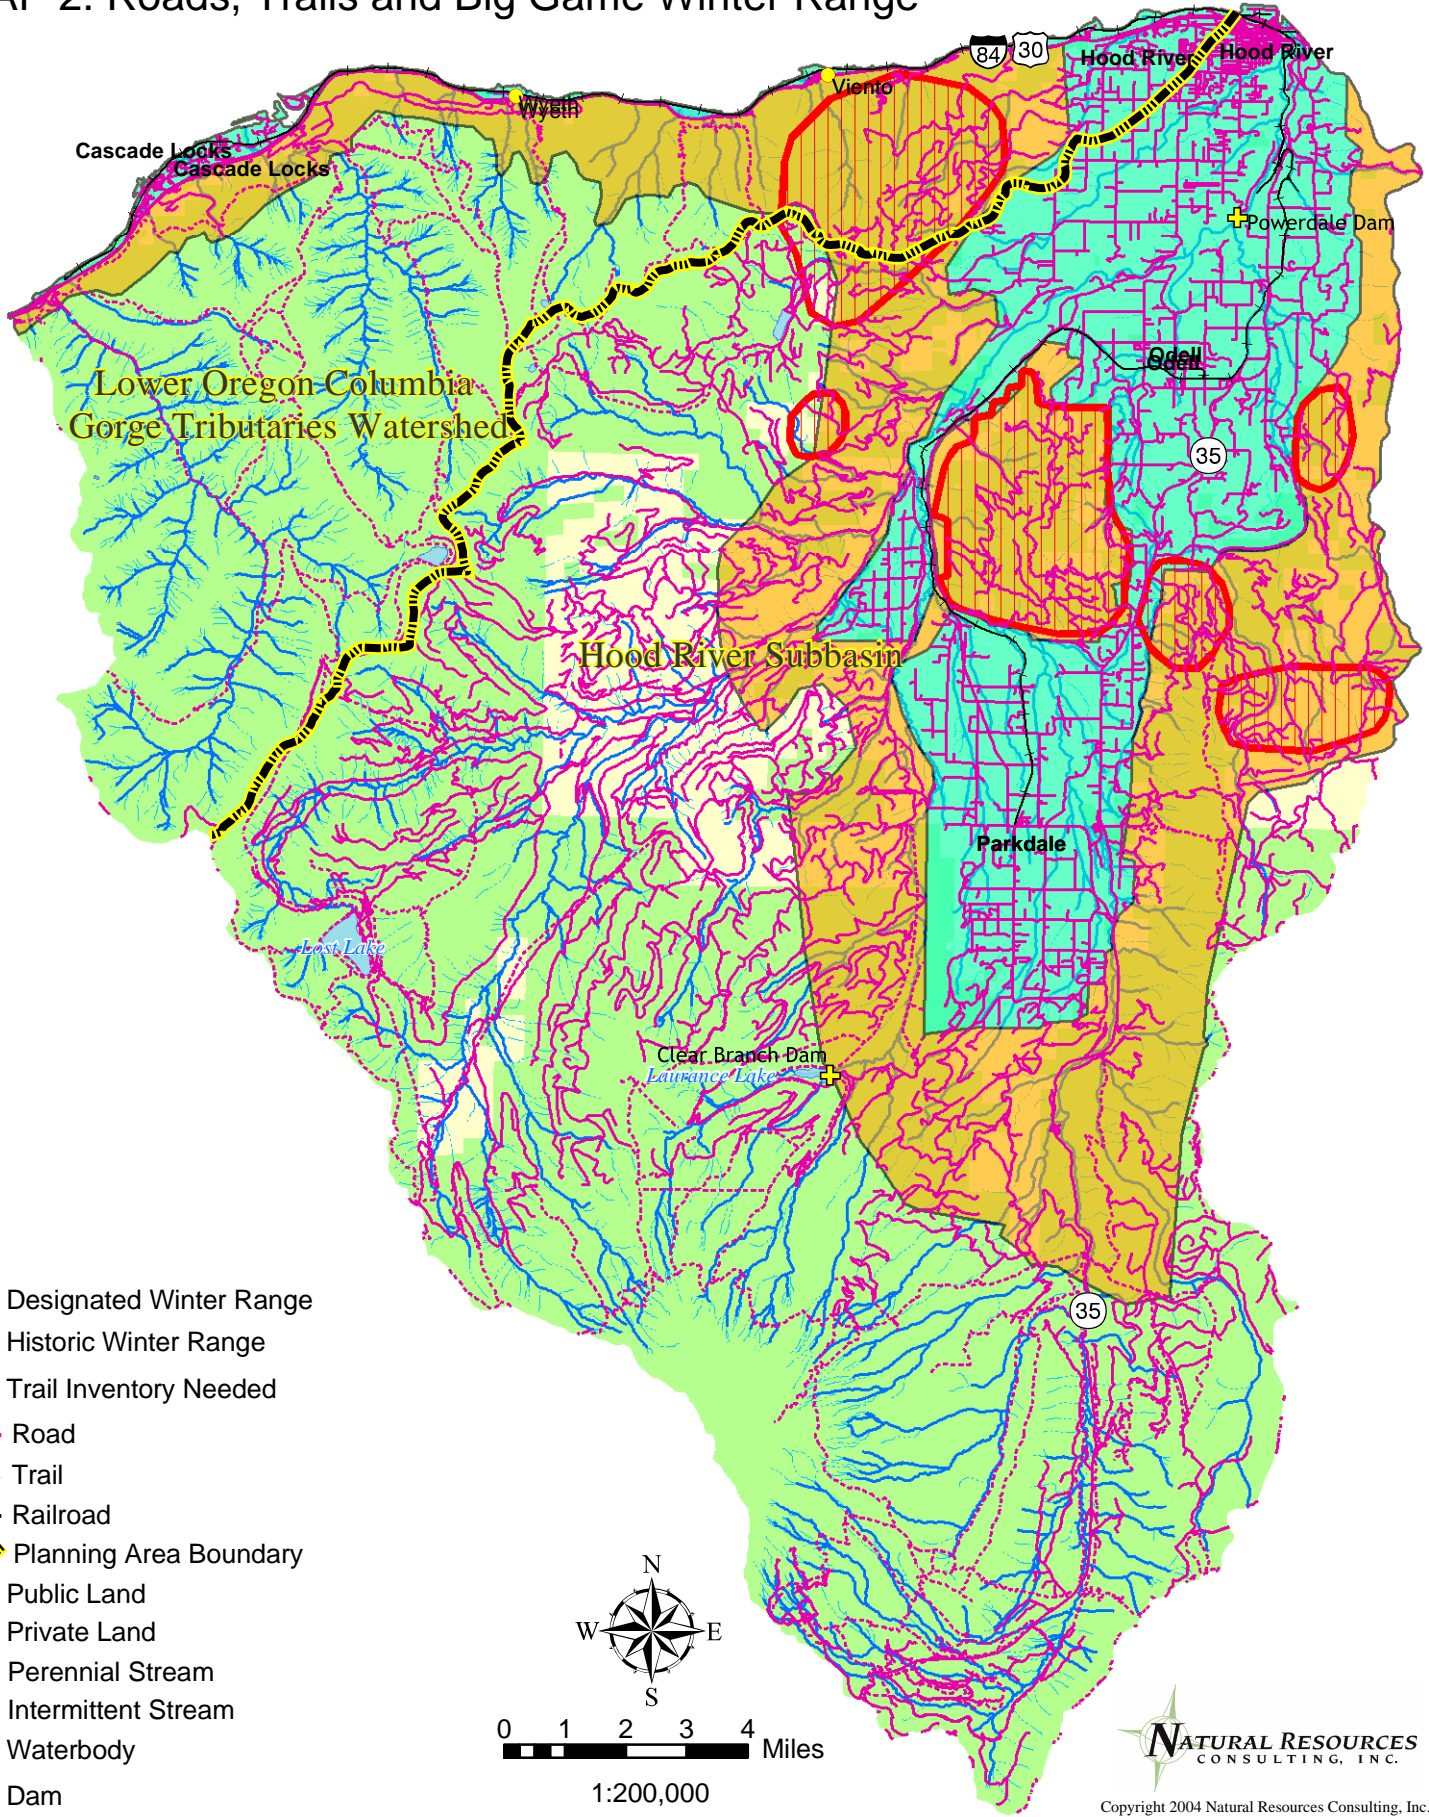 AP 2. Roads, Trails and Big Game Winter Range
84
30
Hood River
Hood River
Viento
Wyeth
Wyeth
Cascade Locks
Cascade Locks
Powerdale Dam
Odell
Odell
Lower Oregon Columbia
Gorge Tributaries Watershed
35
Hood River Subbasin
Parkdale
Lost Lake
Clear Branch Dam
Laurance Lake
35
Designated Winter Range
Historic Winter Range
Trail Inventory Needed
Road
Trail
Railroad
Planning Area Boundary
Public Land
Private Land
Perennial Stream
Intermittent Stream
Waterbody
Dam
N
W E
S
0 1 2 3 4 Miles
1:200,000
NATURAL RESOURCES
CONSULTING, INC.
Copyright 2004 Natural Resources Consulting, Inc.